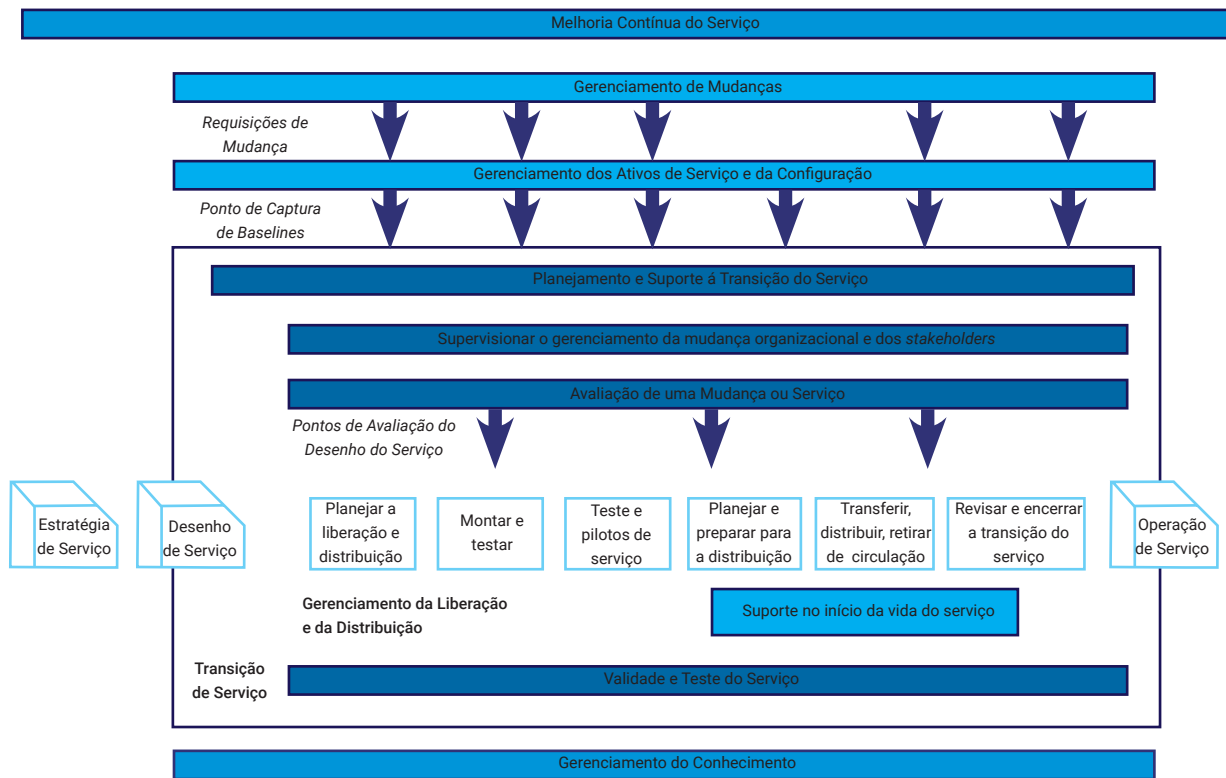 Melhoria Contínua do Serviço
Gerenciamento de Mudanças
Requisições de
Mudança
Gerenciamento dos Ativos de Serviço e da Configuração
Ponto de Captura
de Baselines
Planejamento e Suporte á Transição do Serviço
Supervisionar o gerenciamento da mudança organizacional e dos stakeholders
Avaliação de uma Mudança ou Serviço
Pontos de Avaliação do
Desenho do Serviço
Estratégia
de Serviço
Desenho
de Serviço
Planejar a
liberação e
distribuição
Montar e
testar
Teste e
pilotos de
serviço
Planejar e
preparar para
a distribuição
Transferir,
distribuir, retirar
de circulação
Revisar e encerrar
a transição do
serviço
Operação
de Serviço
Gerenciamento da Liberação
e da Distribuição
Suporte no início da vida do serviço
Transição
de Serviço
Validade e Teste do Serviço
Gerenciamento do Conhecimento